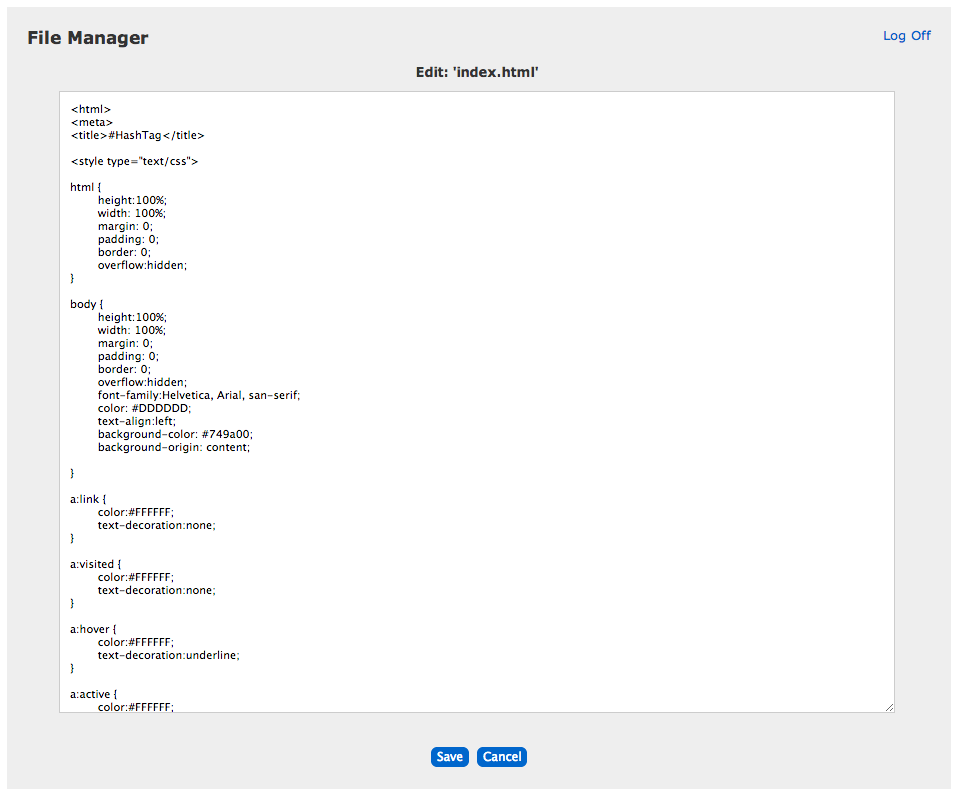 File Manager
Log Off
Edit: 'index.html'
<html>
<meta>
<title>#HashTag</title>
<style type="text/css">
html {
height:100%;
width: 100%;
margin: 0;
padding: 0;
border: 0;
overflow:hidden;
}
body {
height:100%;
width: 100%;
margin: 0;
padding: 0;
border: 0;
overflow:hidden;
font-family:Helvetica, Arial, san-serif;
color: #DDDDDD;
text-align:left;
background-color: #749a00;
background-origin: content;
}
a:link {
color:#FFFFFF;
text-decoration:none;
}
a:visited {
color:#FFFFFF;
text-decoration:none;
}
a:hover {
color:#FFFFFF;
text-decoration:underline;
}
a:active {
color:#FFFFFF;
Save Cancel